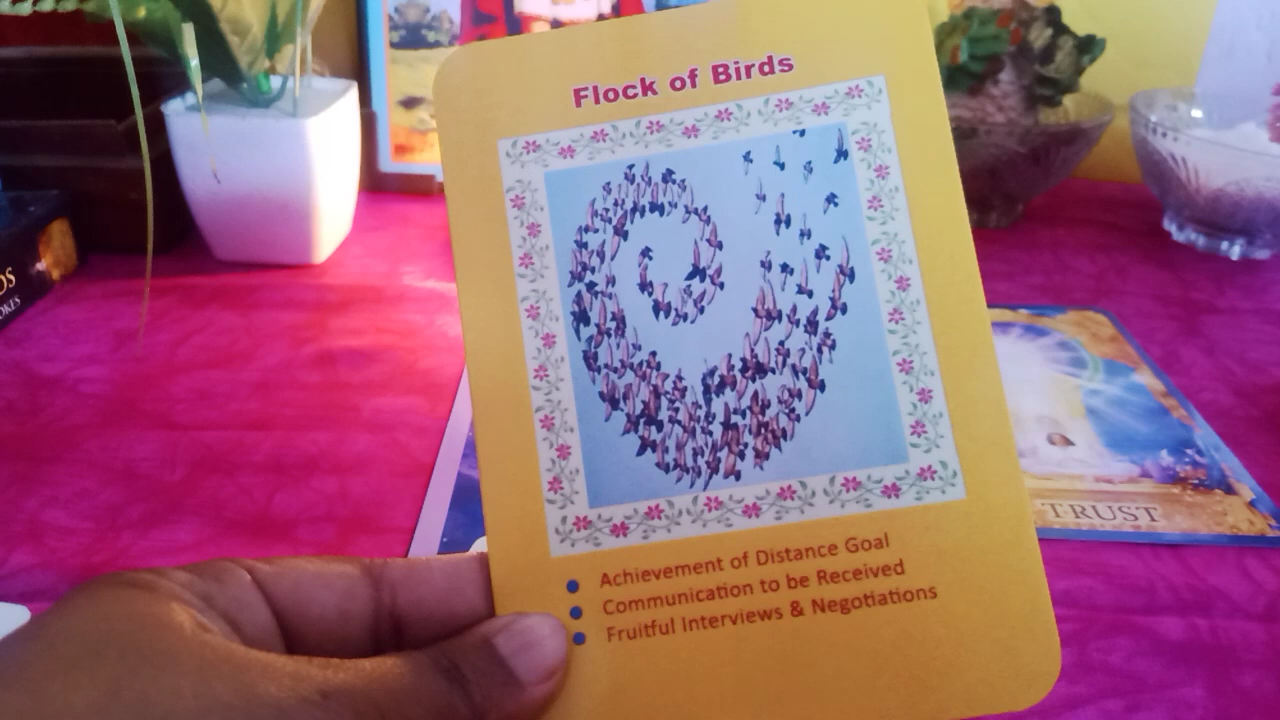 Flock of Birds
Achievement of Distance Goal
Communication to be Received
Fruitful Interviews & Negotiations
TRUST